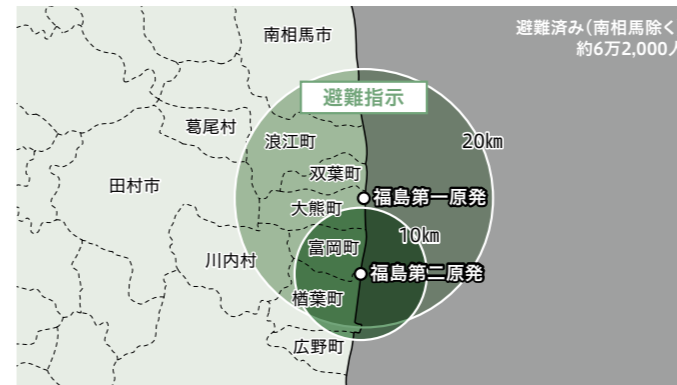 避難済み(南相馬除く
約6万2,000人
南相馬市
避難指示
葛尾村
浪江町
20km
双葉町
田村市
福島第一原発
大熊町
10km
富岡町
川内村
福島第二原発
楢葉町
広野町